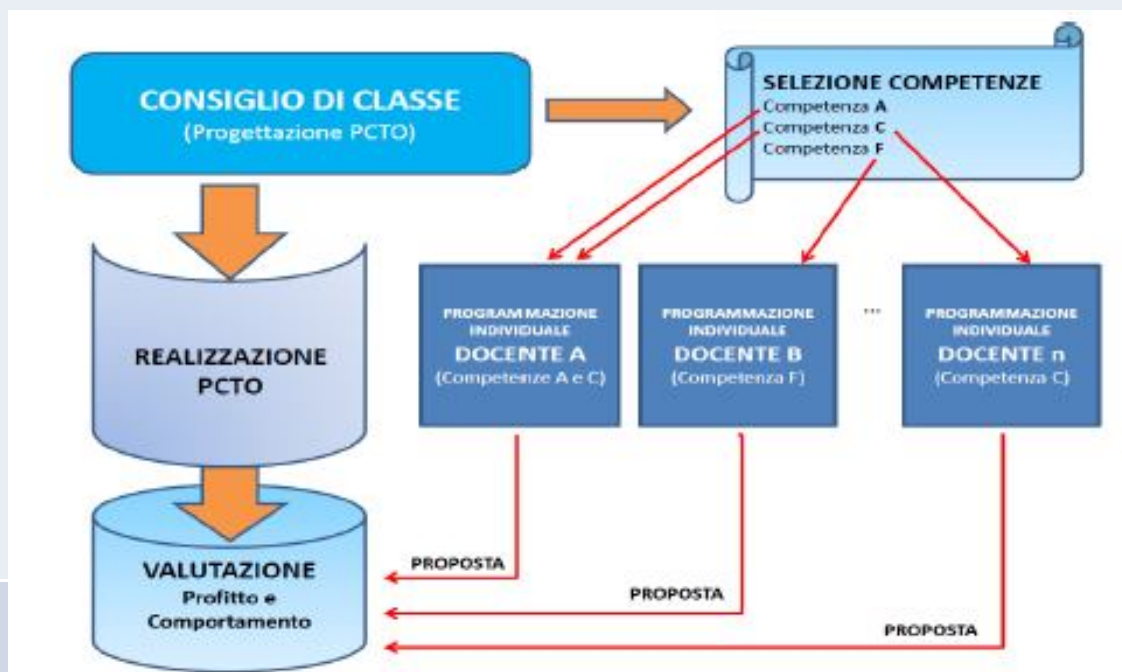 CONSIGLIO DI CLASSE
(Progettazione PCTO)
SELEZIONE COMPETENZE
Competenza A
Competenza C
Competenza F
REALIZZAZIONE
PCTO
PROGRAMMAZIONE
INDIVIDUALE
DOCENTE A
(Competenze A e C)
PROGRAMMAZIONE
INDIVIDUALE
DOCENTE B
(Competenza F)
...
PROGRAMMAZIONE
INDIVIDUALE
DOCENTE n
(Competenza C)
VALUTAZIONE
Profitto e
Comportamento
PROPOSTA
PROPOSTA
PROPOSTA